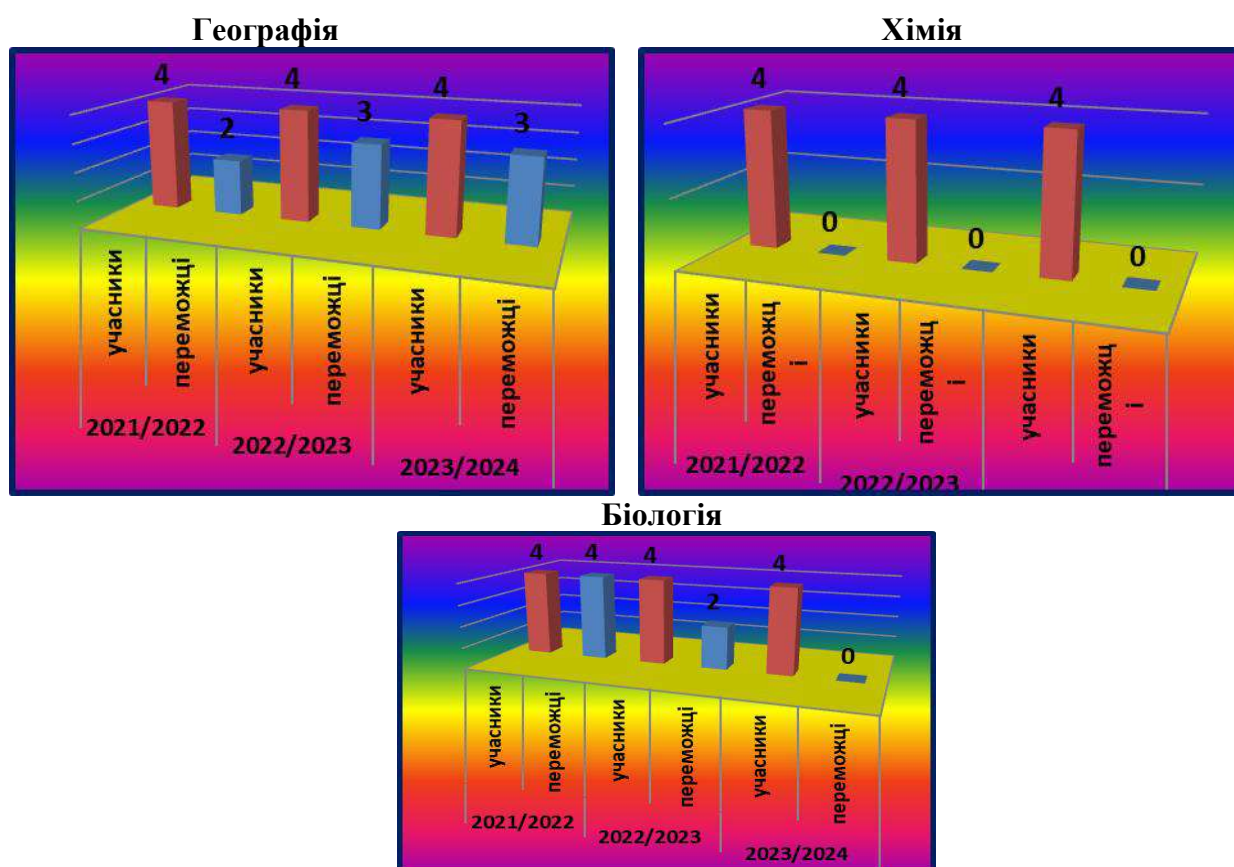 Географія
4 2 4 3 4 3
учасники переможці учасники переможці учасники переможці
2021/2022 2022/2023 2023/2024
Хімія
4 0 4 0 4 0
учасники переможц
і учасники переможц
і учасники переможц
і
2021/2022 2022/2023
Біологія
4 4 4 2 4 0
учасники переможці учасники переможці учасники переможці
2021/2022 2022/2023 2023/2024